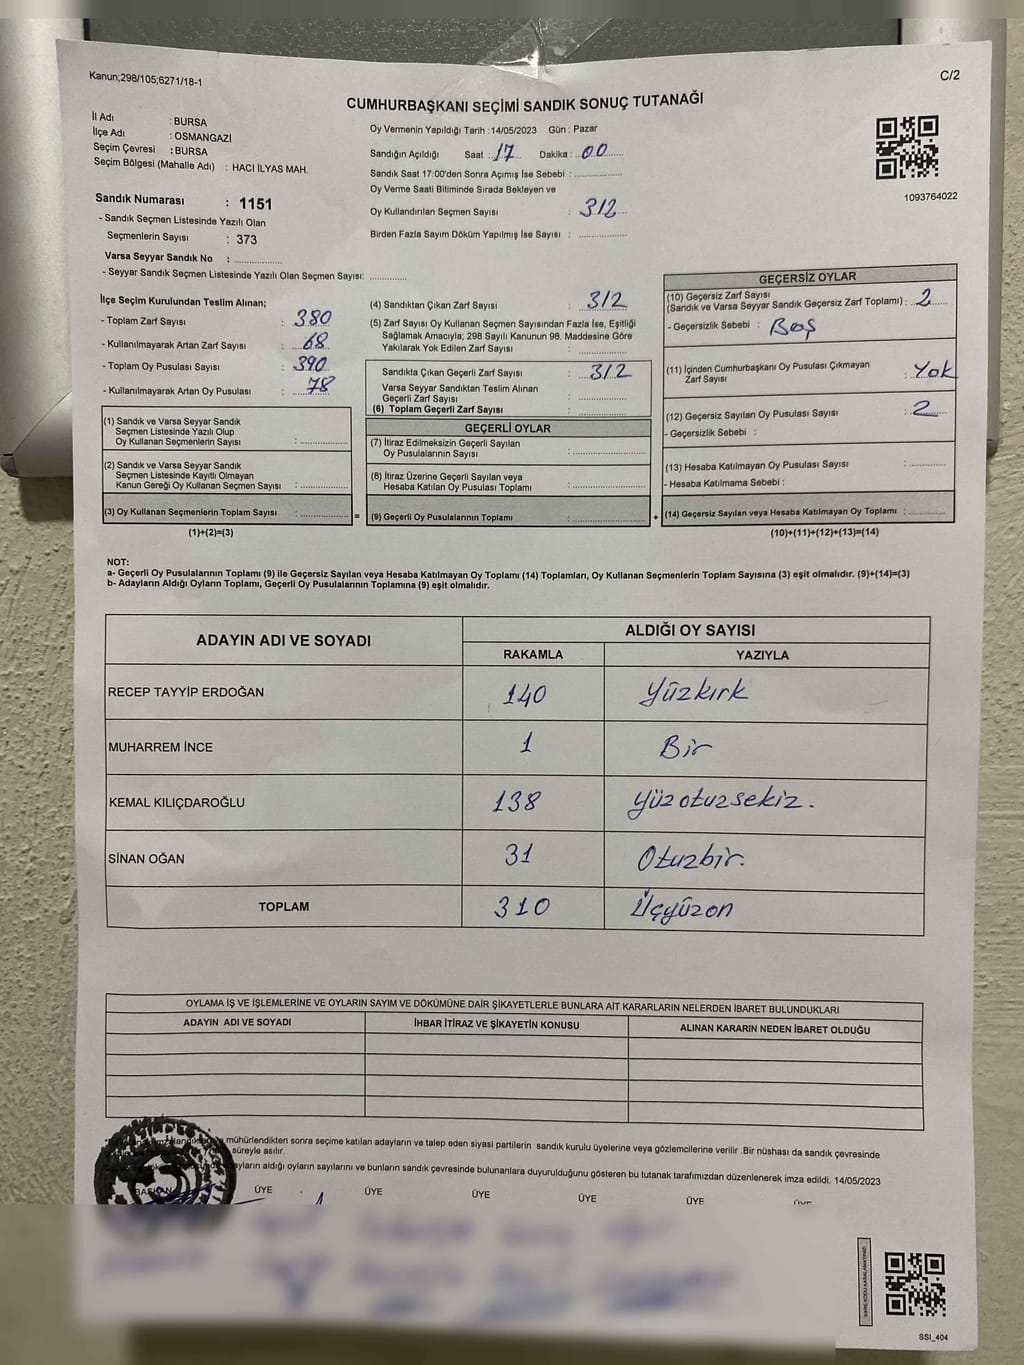 Kanun;298/105;6271/18-1
C/2
CUMHURBAŞKANI SEÇİMİ SANDIK SONUÇ TUTANAĞI
İl Adı : BURSA
İlçe Adı : OSMANGAZI
Seçim Çevresi : BURSA
Seçim Bölgesi (Mahalle Adı) : HACI İLYAS MAH.
Sandık Numarası : 1151
- Sandık Seçmen Listesinde Yazılı Olan
Seçmenlerin Sayısı : 373
Varsa Seyyar Sandık No :
- Seyyar Sandık Seçmen Listesinde Yazılı Olan Seçmen Sayısı:
Oy Vermenin Yapıldığı Tarih : 14/05/2023 Gün : Pazar
Sandığın Açıldığı Saat : 17 Dakika : 00
Sandık Saat 17:00'den Sonra Açımış İse Sebebi :
Oy Verme Saati Bitiminde Sırada Bekleyen ve
Oy Kullandırılan Seçmen Sayısı : 312
Birden Fazla Sayım Döküm Yapılmış İse Sayısı :
1093764022
İlçe Seçim Kurulundan Teslim Alınan;
- Toplam Zarf Sayısı : 380
- Kullanılmayarak Artan Zarf Sayısı : 68
- Toplam Oy Pusulası Sayısı : 390
- Kullanılmayarak Artan Oy Pusulası : 78
(1) Sandık ve Varsa Seyyar Sandık
Seçmen Listesinde Yazılı Olup
Oy Kullanan Seçmenlerin Sayısı :
(2) Sandık ve Varsa Seyyar Sandık
Seçmen Listesinde Kayıtlı Olmayan
Kanun Gereği Oy Kullanan Seçmen Sayısı :
(3) Oy Kullanan Seçmenlerin Toplam Sayısı :
(1)+(2)=(3)
(4) Sandıktan Çıkan Zarf Sayısı : 312
(5) Zarf Sayısı Oy Kullanan Seçmen Sayısından Fazla İse, Eşitliği
Sağlamak Amacıyla; 298 Sayılı Kanunun 98. Maddesine Göre
Yakılarak Yok Edilen Zarf Sayısı :
Sandıkta Çıkan Geçerli Zarf Sayısı : 312
Varsa Seyyar Sandıktan Teslim Alınan
Geçerli Zarf Sayısı :
(6) Toplam Geçerli Zarf Sayısı :
GEÇERLİ OYLAR
(7) İtiraz Edilmeksizin Geçerli Sayılan
Oy Pusulalarının Sayısı :
(8) İtiraz Üzerine Geçerli Sayılan veya
Hesaba Katılan Oy Pusulası Toplamı :
= (9) Geçerli Oy Pusulalarının Toplamı :
GEÇERSİZ OYLAR
(10) Geçersiz Zarf Sayısı
(Sandık ve Varsa Seyyar Sandık Geçersiz Zarf Toplamı) : 2
- Geçersizlik Sebebi : Boş
(11) İçinden Cumhurbaşkanı Oy Pusulası Çıkmayan
Zarf Sayısı : Yok
(12) Geçersiz Sayılan Oy Pusulası Sayısı : 2
- Geçersizlik Sebebi :
(13) Hesaba Katılmayan Oy Pusulası Sayısı :
- Hesaba Katılmama Sebebi :
+ (14) Geçersiz Sayılan veya Hesaba Katılmayan Oy Toplamı :
(10)+(11)+(12)+(13)=(14)
NOT:
a- Geçerli Oy Pusulalarının Toplamı (9) ile Geçersiz Sayılan veya Hesaba Katılmayan Oy Toplamı (14) Toplamları, Oy Kullanan Seçmenlerin Toplam Sayısına (3) eşit olmalıdır. (9)+(14)=(3)
b- Adayların Aldığı Oyların Toplamı, Geçerli Oy Pusulalarının Toplamına (9) eşit olmalıdır.
ADAYIN ADI VE SOYADI ALDIĞI OY SAYISI
RAKAMLA YAZIYLA
RECEP TAYYİP ERDOĞAN 140 Yüzkırk
MUHARREM İNCE 1 Bir
KEMAL KILIÇDAROĞLU 138 Yüzotuzsekiz.
SİNAN OĞAN 31 Otuzbir.
TOPLAM 310 Üçyüzon
OYLAMA İŞ VE İŞLEMLERİNE VE OYLARIN SAYIM VE DÖKÜMÜNE DAİR ŞİKAYETLERLE BUNLARA AİT KARARLARIN NELERDEN İBARET BULUNDUKLARI
ADAYIN ADI VE SOYADI İHBAR İTİRAZ VE ŞİKAYETİN KONUSU ALINAN KARARIN NEDEN İBARET OLDUĞU
mühürlendikten sonra seçime katılan adayların ve talep eden siyasi partilerin sandık kurulu üyelerine veya gözlemcilerine verilir .Bir nüshası da sandık çevresinde
süreyle asılır.
ayların aldığı oyların sayılarını ve bunların sandık çevresinde bulunanlara duyurulduğunu gösteren bu tutanak tarafımızdan düzenlenerek imza edildi. 14/05/2023
BAŞKAN ÜYE ÜYE ÜYE ÜYE ÜYE
SSI_404